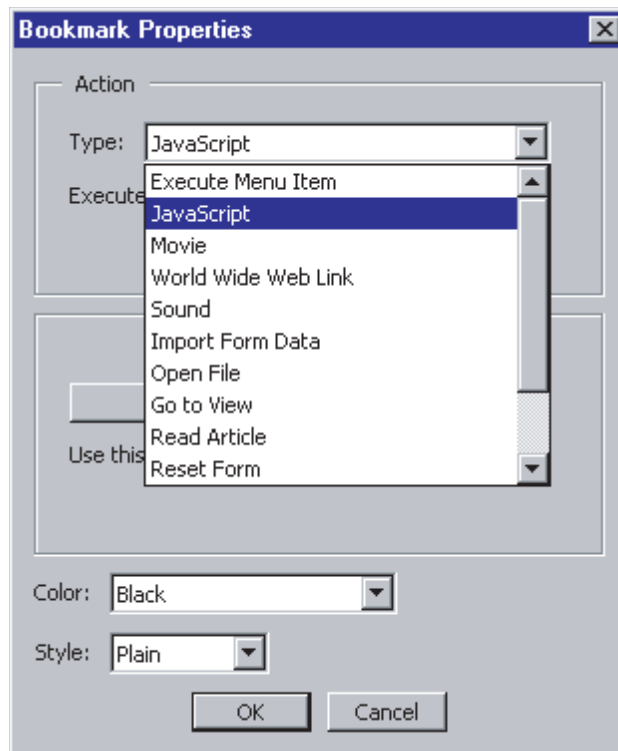 Bookmark Properties
Action
Type: JavaScript
Execute
Execute Menu Item
JavaScript
Movie
World Wide Web Link
Sound
Import Form Data
Open File
Go to View
Read Article
Reset Form
Use this
Color: Black
Style: Plain
OK Cancel